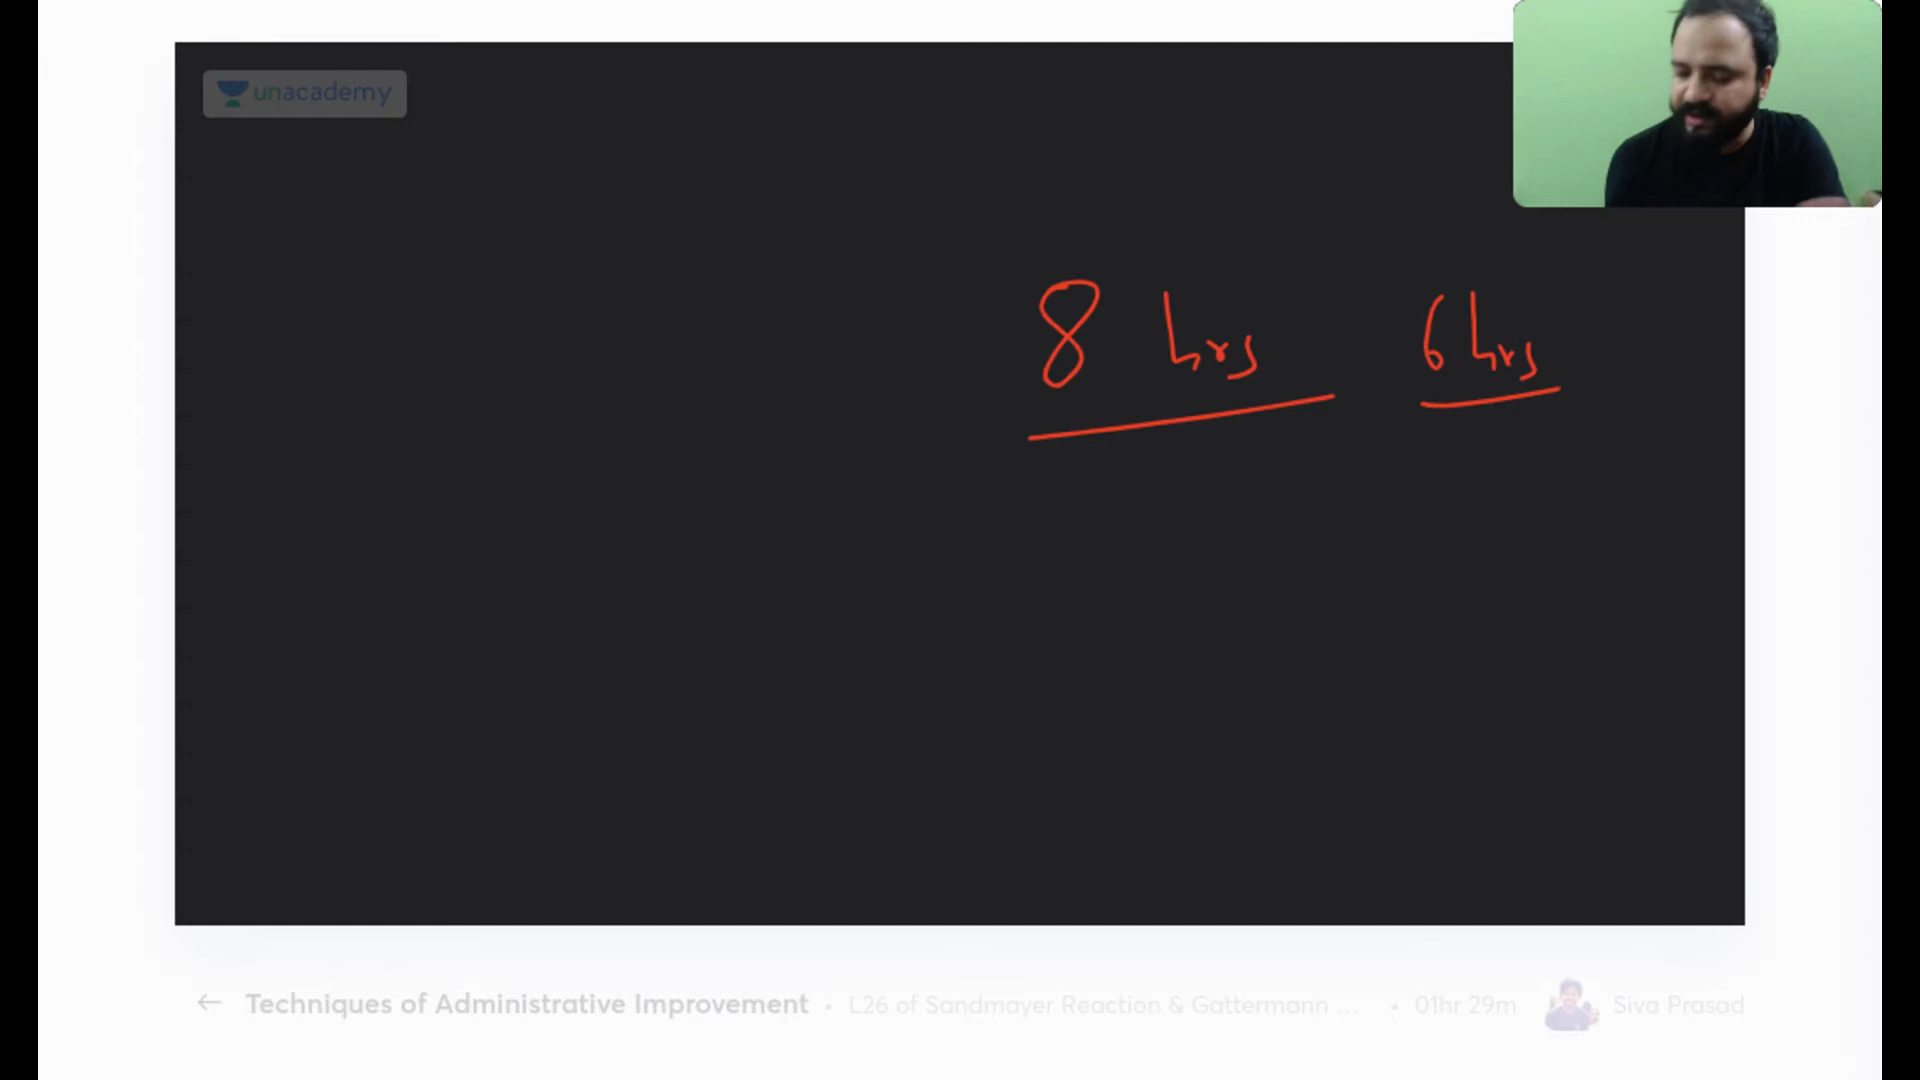 unacademy
8 hrs 6 hrs
← Techniques of Administrative Improvement • L26 of Sandmayer Reaction & Gattermann ... • 01hr 29m Siva Prasad